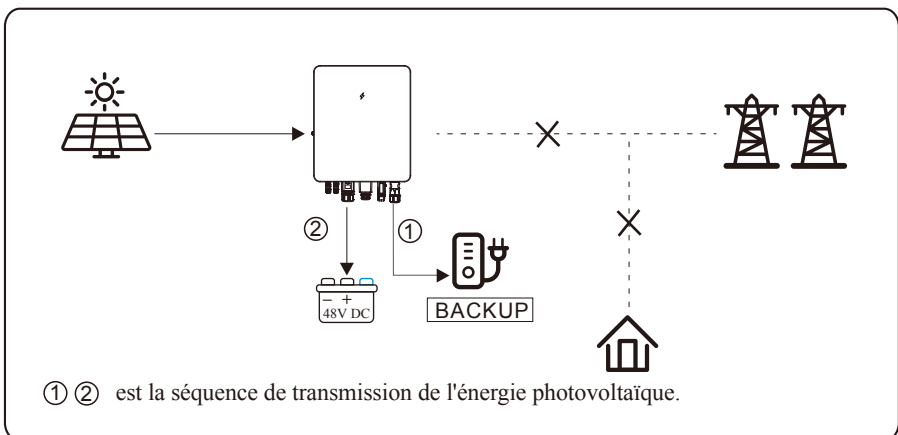 ② ①
− +
48V DC
BACKUP
① ② est la séquence de transmission de l'énergie photovoltaïque.